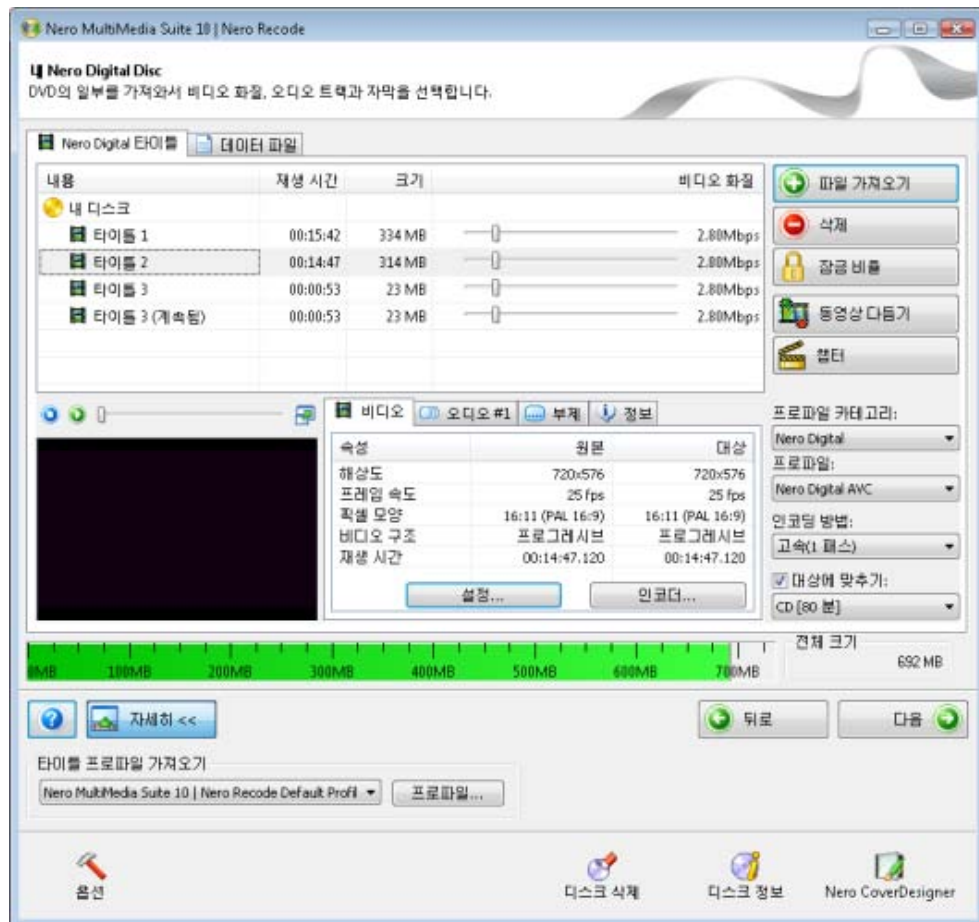 Nero MultiMedia Suite 10 | Nero Recode
Nero Digital Disc
DVD의 일부를 가져와서 비디오 화질, 오디오 트랙과 자막을 선택합니다.
Nero Digital 타이틀 데이터 파일
내용 재생 시간 크기 비디오 화질
내 디스크
타이틀 1 00:15:42 334 MB 2.80Mbps
타이틀 2 00:14:47 314 MB 2.80Mbps
타이틀 3 00:00:53 23 MB 2.80Mbps
타이틀 3 (계속됨) 00:00:53 23 MB 2.80Mbps
파일 가져오기
삭제
잠금 비율
동영상 다듬기
챕터
비디오 오디오 #1 부제 정보
속성 원본 대상
해상도 720x576 720x576
프레임 속도 25 fps 25 fps
픽셀 모양 16:11 (PAL 16:9) 16:11 (PAL 16:9)
비디오 구조 프로그레시브 프로그레시브
재생 시간 00:14:47.120 00:14:47.120
설정... 인코더...
프로파일 카테고리:
Nero Digital
프로파일:
Nero Digital AVC
인코딩 방법:
고속(1 패스)
대상에 맞추기:
CD [80 분]
0MB 100MB 200MB 300MB 400MB 500MB 600MB 700MB
전체 크기
692 MB
자세히 <<
뒤로 다음
타이틀 프로파일 가져오기
Nero MultiMedia Suite 10 | Nero Recode Default Profil
프로파일...
옵션 디스크 삭제 디스크 정보 Nero CoverDesigner